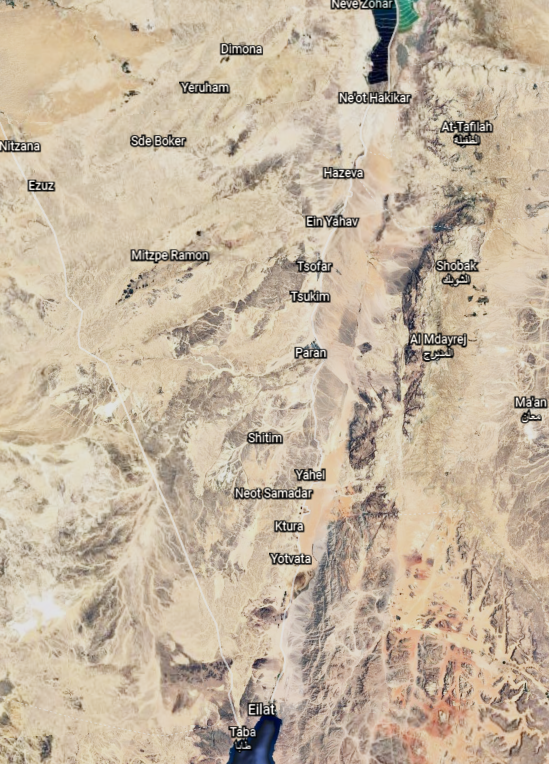 Neve Zohar
Dimona
Yeruham
Ne'ot Hakikar
At-Tafilah
الطفيلة
Sde Boker
Nitzana
Hazeva
Ezuz
Ein Yahav
Mitzpe Ramon
Tsofar
Shobak
الشوبك
Tsukim
Al Mdayrej
المديرج
Paran
Ma'an
معان
Shitim
Yahel
Neot Samadar
Ktura
Yotvata
Eilat
Taba
طابا